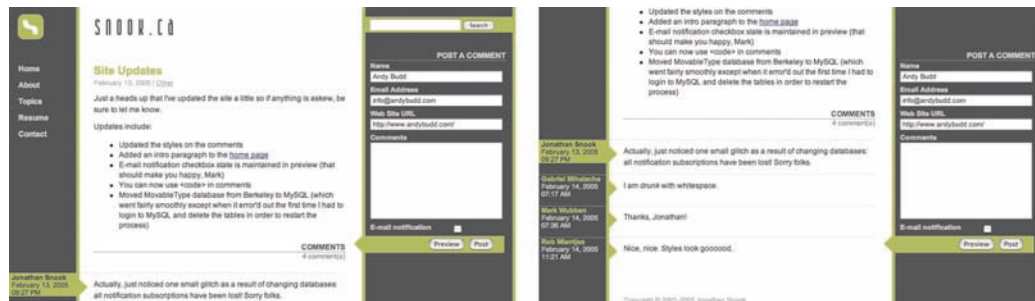 SNOOK.CA
Search
Home
About
Topics
Resume
Contact
Site Updates
February 13, 2005 | Other
Just a heads up that I've updated the site a little so if anything is askew, be
sure to let me know.
Updates include:
Updated the styles on the comments
Added an intro paragraph to the home page
E-mail notification checkbox state is maintained in preview (that
should make you happy, Mark)
You can now use <code> in comments
Moved MovableType database from Berkeley to MySQL (which
went fairly smoothly except when it error'd out the first time I had to
login to MySQL and delete the tables in order to restart the
process)
COMMENTS
4 comment(s)
Jonathan Snook
February 13, 2005
09:27 PM
Actually, just noticed one small glitch as a result of changing databases:
all notification subscriptions have been lost! Sorry folks.
POST A COMMENT
Name
Andy Budd
Email Address
info@andybudd.com
Web Site URL
http://www.andybudd.com/
Comments
E-mail notification
Preview
Post
Updated the styles on the comments
Added an intro paragraph to the home page
E-mail notification checkbox state is maintained in preview (that
should make you happy, Mark)
You can now use <code> in comments
Moved MovableType database from Berkeley to MySQL (which
went fairly smoothly except when it error'd out the first time I had to
login to MySQL and delete the tables in order to restart the
process)
COMMENTS
4 comment(s)
Jonathan Snook
February 13, 2005
09:27 PM
Actually, just noticed one small glitch as a result of changing databases:
all notification subscriptions have been lost! Sorry folks.
Gabriel Mihalache
February 14, 2005
07:17 AM
I am drunk with whitespace.
Mark Wubben
February 14, 2005
07:36 AM
Thanks, Jonathan!
Rob Mientjes
February 14, 2005
11:21 AM
Nice, nice. Styles look goooood.
POST A COMMENT
Name
Andy Budd
Email Address
info@andybudd.com
Web Site URL
http://www.andybudd.com/
Comments
E-mail notification
Preview
Post